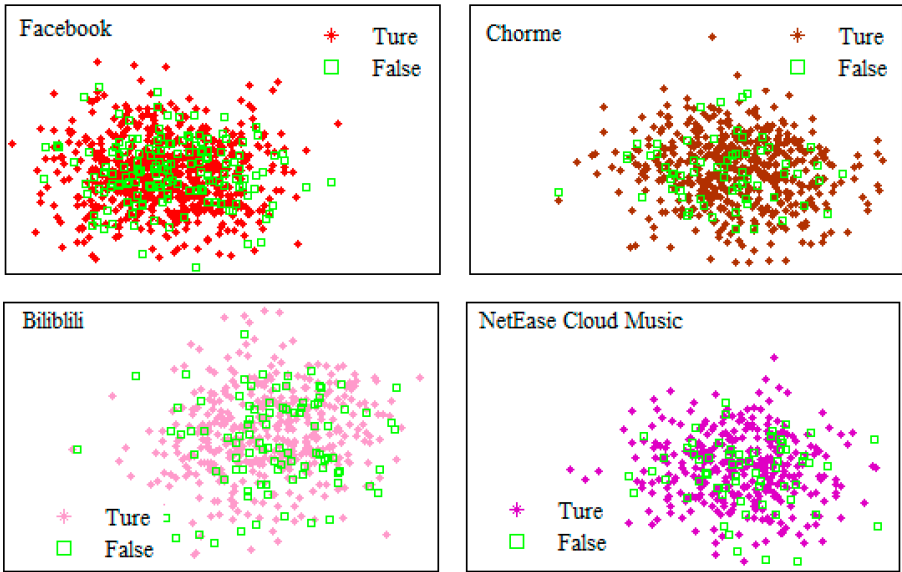 Facebook
Ture
False
Chorme
Ture
False
Biliblili
Ture
False
NetEase Cloud Music
Ture
False